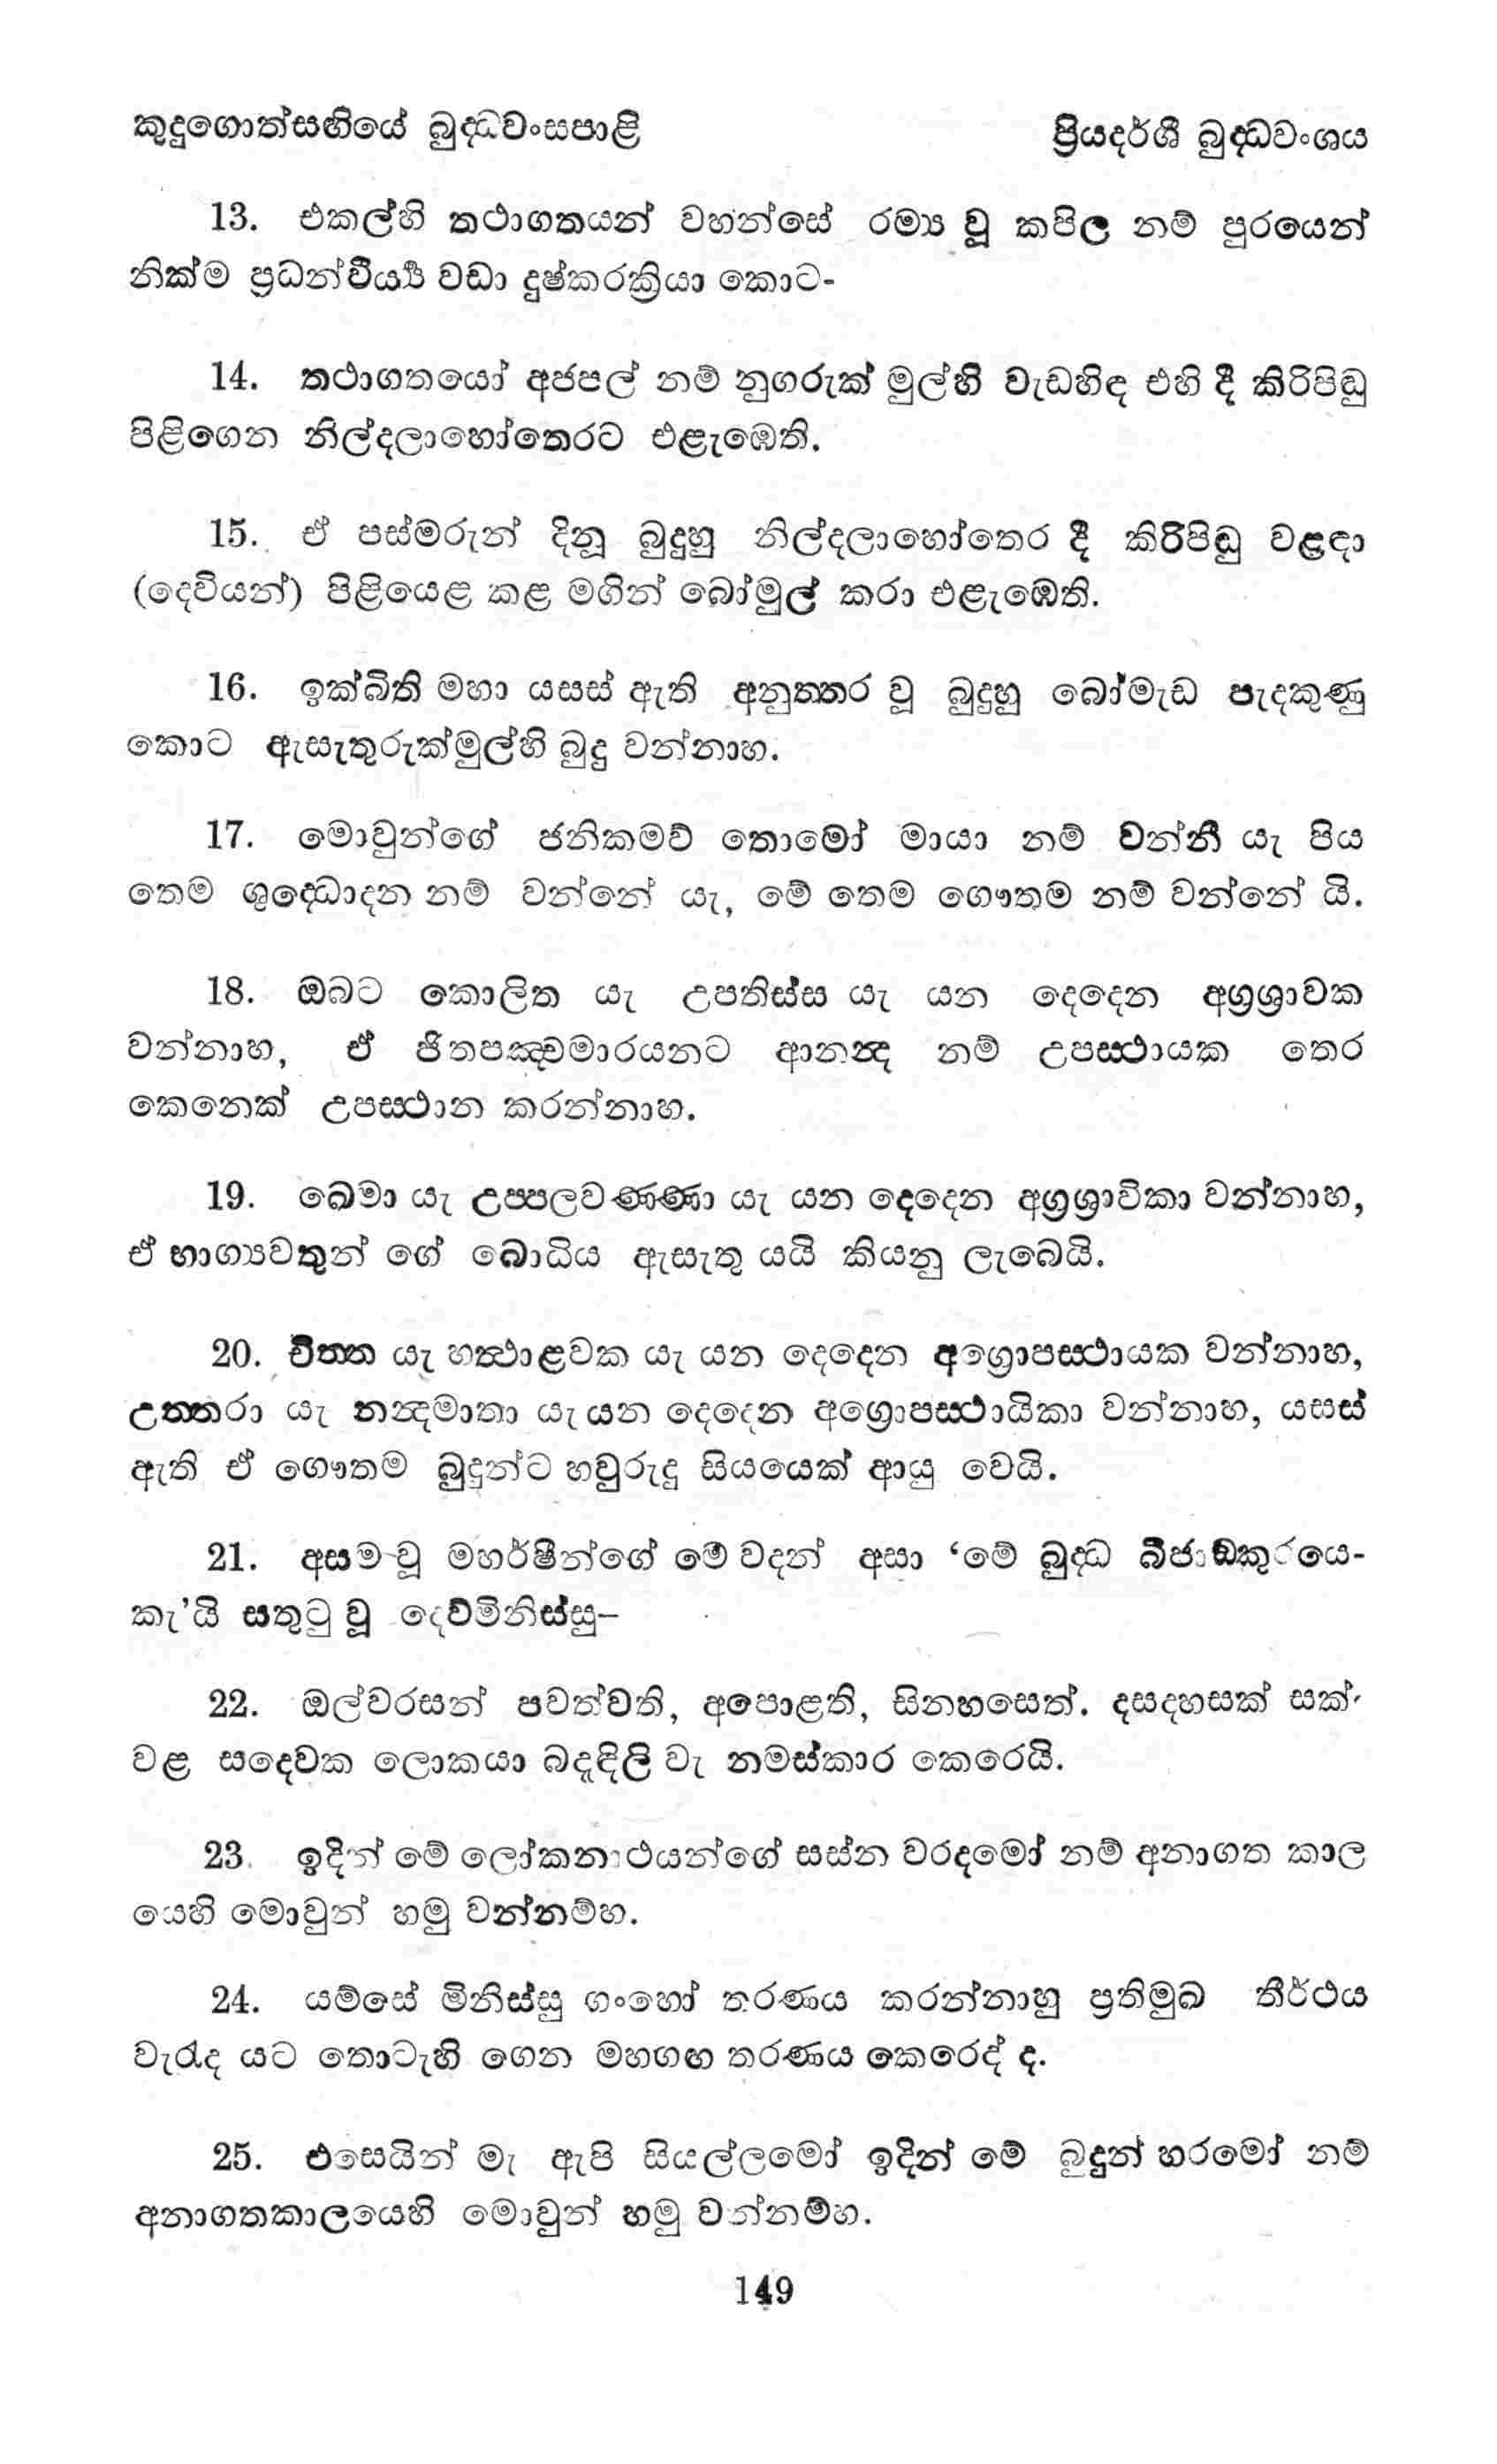 කුදුගොත්සඟියේ බුද්ධවංසපාළි
ප්‍රියදර්ශී බුද්ධවංශය
13. එකල්හි තථාගතයන් වහන්සේ රම්‍ය වූ කපිල නම් පුරයෙන්
නික්ම ප්‍රධන්වීර්‍ය්‍ය වඩා දුෂ්කරක්‍රියා කොට-
14. තථාගතයෝ අජපල් නම් නුගරුක් මුල්හි වැඩහිඳ එහි දී කිරිපිඬු
පිළිගෙන නිල්දලාහෝතෙරට එළැඹෙති.
15. ඒ පස්මරුන් දිනූ බුදුහු නිල්දලාහෝතෙර දී කිරිපිඬු වළඳා
(දෙවියන්) පිළියෙළ කළ මගින් බෝමුල් කරා එළැඹෙති.
16. ඉක්බිති මහා යසස් ඇති අනුත්තර වූ බුදුහු බෝමැඩ පැදකුණු
කොට ඇසැතුරුක්මුල්හි බුදු වන්නාහ.
17. මොවුන්ගේ ජනිකමව් තොමෝ මායා නම් වන්නී යැ පිය
තෙම ශුද්ධොදන නම් වන්නේ යැ, මේ තෙම ගෞතම නම් වන්නේ යි.
18. ඔබට කොලිත යැ උපතිස්ස යැ යන දෙදෙන අග්‍රශ්‍රාවක
වන්නාහ, ඒ ජිතපඤ්චමාරයනට ආනන්ද නම් උපස්ථායක තෙර
කෙනෙක් උපස්ථාන කරන්නාහ.
19. ඛෙමා යැ උප්පලවණ්ණා යැ යන දෙදෙන අග්‍රශ්‍රාවිකා වන්නාහ,
ඒ භාග්‍යවතුන් ගේ බොධිය ඇසැතු යයි කියනු ලැබෙයි.
20. චිත්ත යැ හත්ථාළවක යැ යන දෙදෙන අග්‍රොපස්ථායක වන්නාහ,
උත්තරා යැ නන්දමාතා යැ යන දෙදෙන අග්‍රොපස්ථායිකා වන්නාහ, යසස්
ඇති ඒ ගෞතම බුදුන්ට හවුරුදු සියයෙක් ආයු වෙයි.
21. අසම වූ මහර්ෂීන්ගේ මේ වදන් අසා ‘මේ බුද්ධ බීජාඞ්කුරයෙ-
කැ’යි සතුටු වූ දෙව්මිනිස්සු–
22. ඔල්වරසන් පවත්වති, අපොළති, සිනහසෙත්. දසදහසක් සක්-
වළ සදෙවක ලොකයා බදැඳිලි වැ නමස්කාර කෙරෙයි.
23. ඉදින් මේ ලෝකනාථයන්ගේ සස්න වරදමෝ නම් අනාගත කාල
යෙහි මොවුන් හමු වන්නම්හ.
24. යම්සේ මිනිස්සු ගංහෝ තරණය කරන්නාහු ප්‍රතිමුඛ තීර්ථය
වැරැද යට තොටැහි ගෙන මහගඟ තරණය කෙරෙද් ද.
25. එසෙයින් මැ ඇපි සියල්ලමෝ ඉදින් මේ බුදුන් හරමෝ නම්
අනාගතකාලයෙහි මොවුන් හමු වන්නම්හ.
149